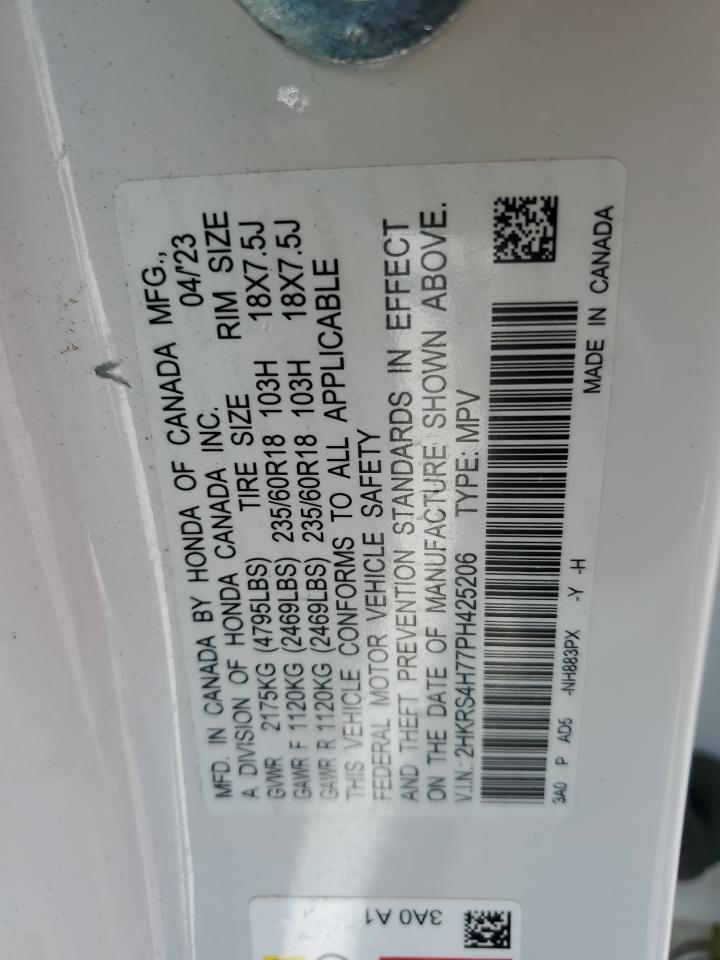 MFD. IN CANADA BY HONDA OF CANADA MFG.,
A DIVISION OF HONDA CANADA INC. 04/'23
GVWR 2175KG (4795LBS) TIRE SIZE RIM SIZE
GAWR F 1120KG (2469LBS) 235/60R18 103H 18X7.5J
GAWR R 1120KG (2469LBS) 235/60R18 103H 18X7.5J
THIS VEHICLE CONFORMS TO ALL APPLICABLE
FEDERAL MOTOR VEHICLE SAFETY
AND THEFT PREVENTION STANDARDS IN EFFECT
ON THE DATE OF MANUFACTURE SHOWN ABOVE.
V.I.N.: 2HKRS4H77PH425206 TYPE: MPV
3A0 P AD5 -NH883PX -Y -H MADE IN CANADA
3A0 A1